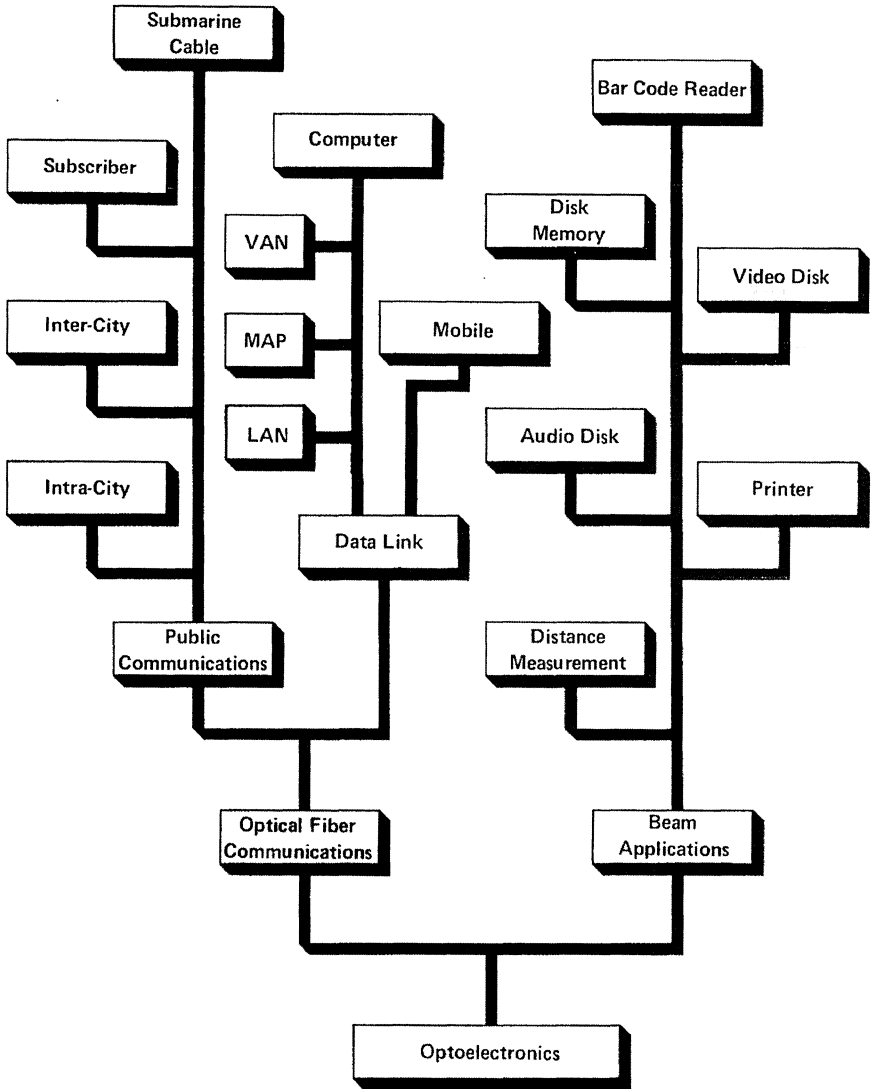 Submarine
Cable
Bar Code Reader
Computer
Subscriber
Disk
Memory
VAN
Video Disk
Inter-City
MAP
Mobile
LAN
Audio Disk
Intra-City
Printer
Data Link
Public
Communications
Distance
Measurement
Optical Fiber
Communications
Beam
Applications
Optoelectronics